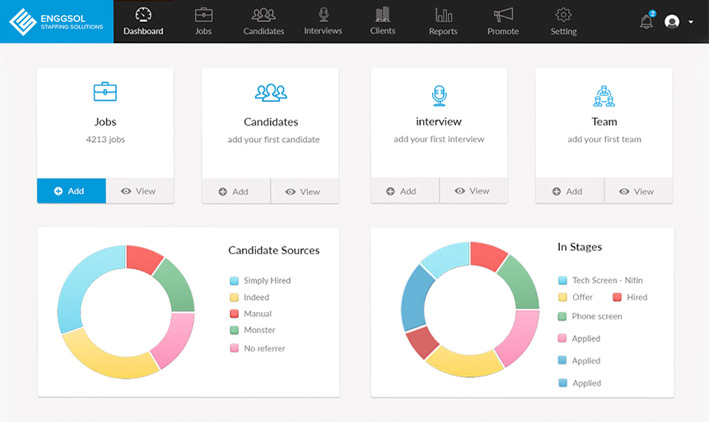 ENGGSOL
STAFFING SOLUTIONS
Dashboard
Jobs
Candidates
Interviews
Clients
Reports
Promote
Setting
2
Jobs
4213 jobs
Add
View
Candidates
add your first candidate
Add
View
interview
add your first interview
Add
View
Team
add your first team
Add
View
Candidate Sources
Simply Hired
Indeed
Manual
Monster
No referrer
In Stages
Tech Screen - Nitin
Offer
Hired
Phone screen
Applied
Applied
Applied